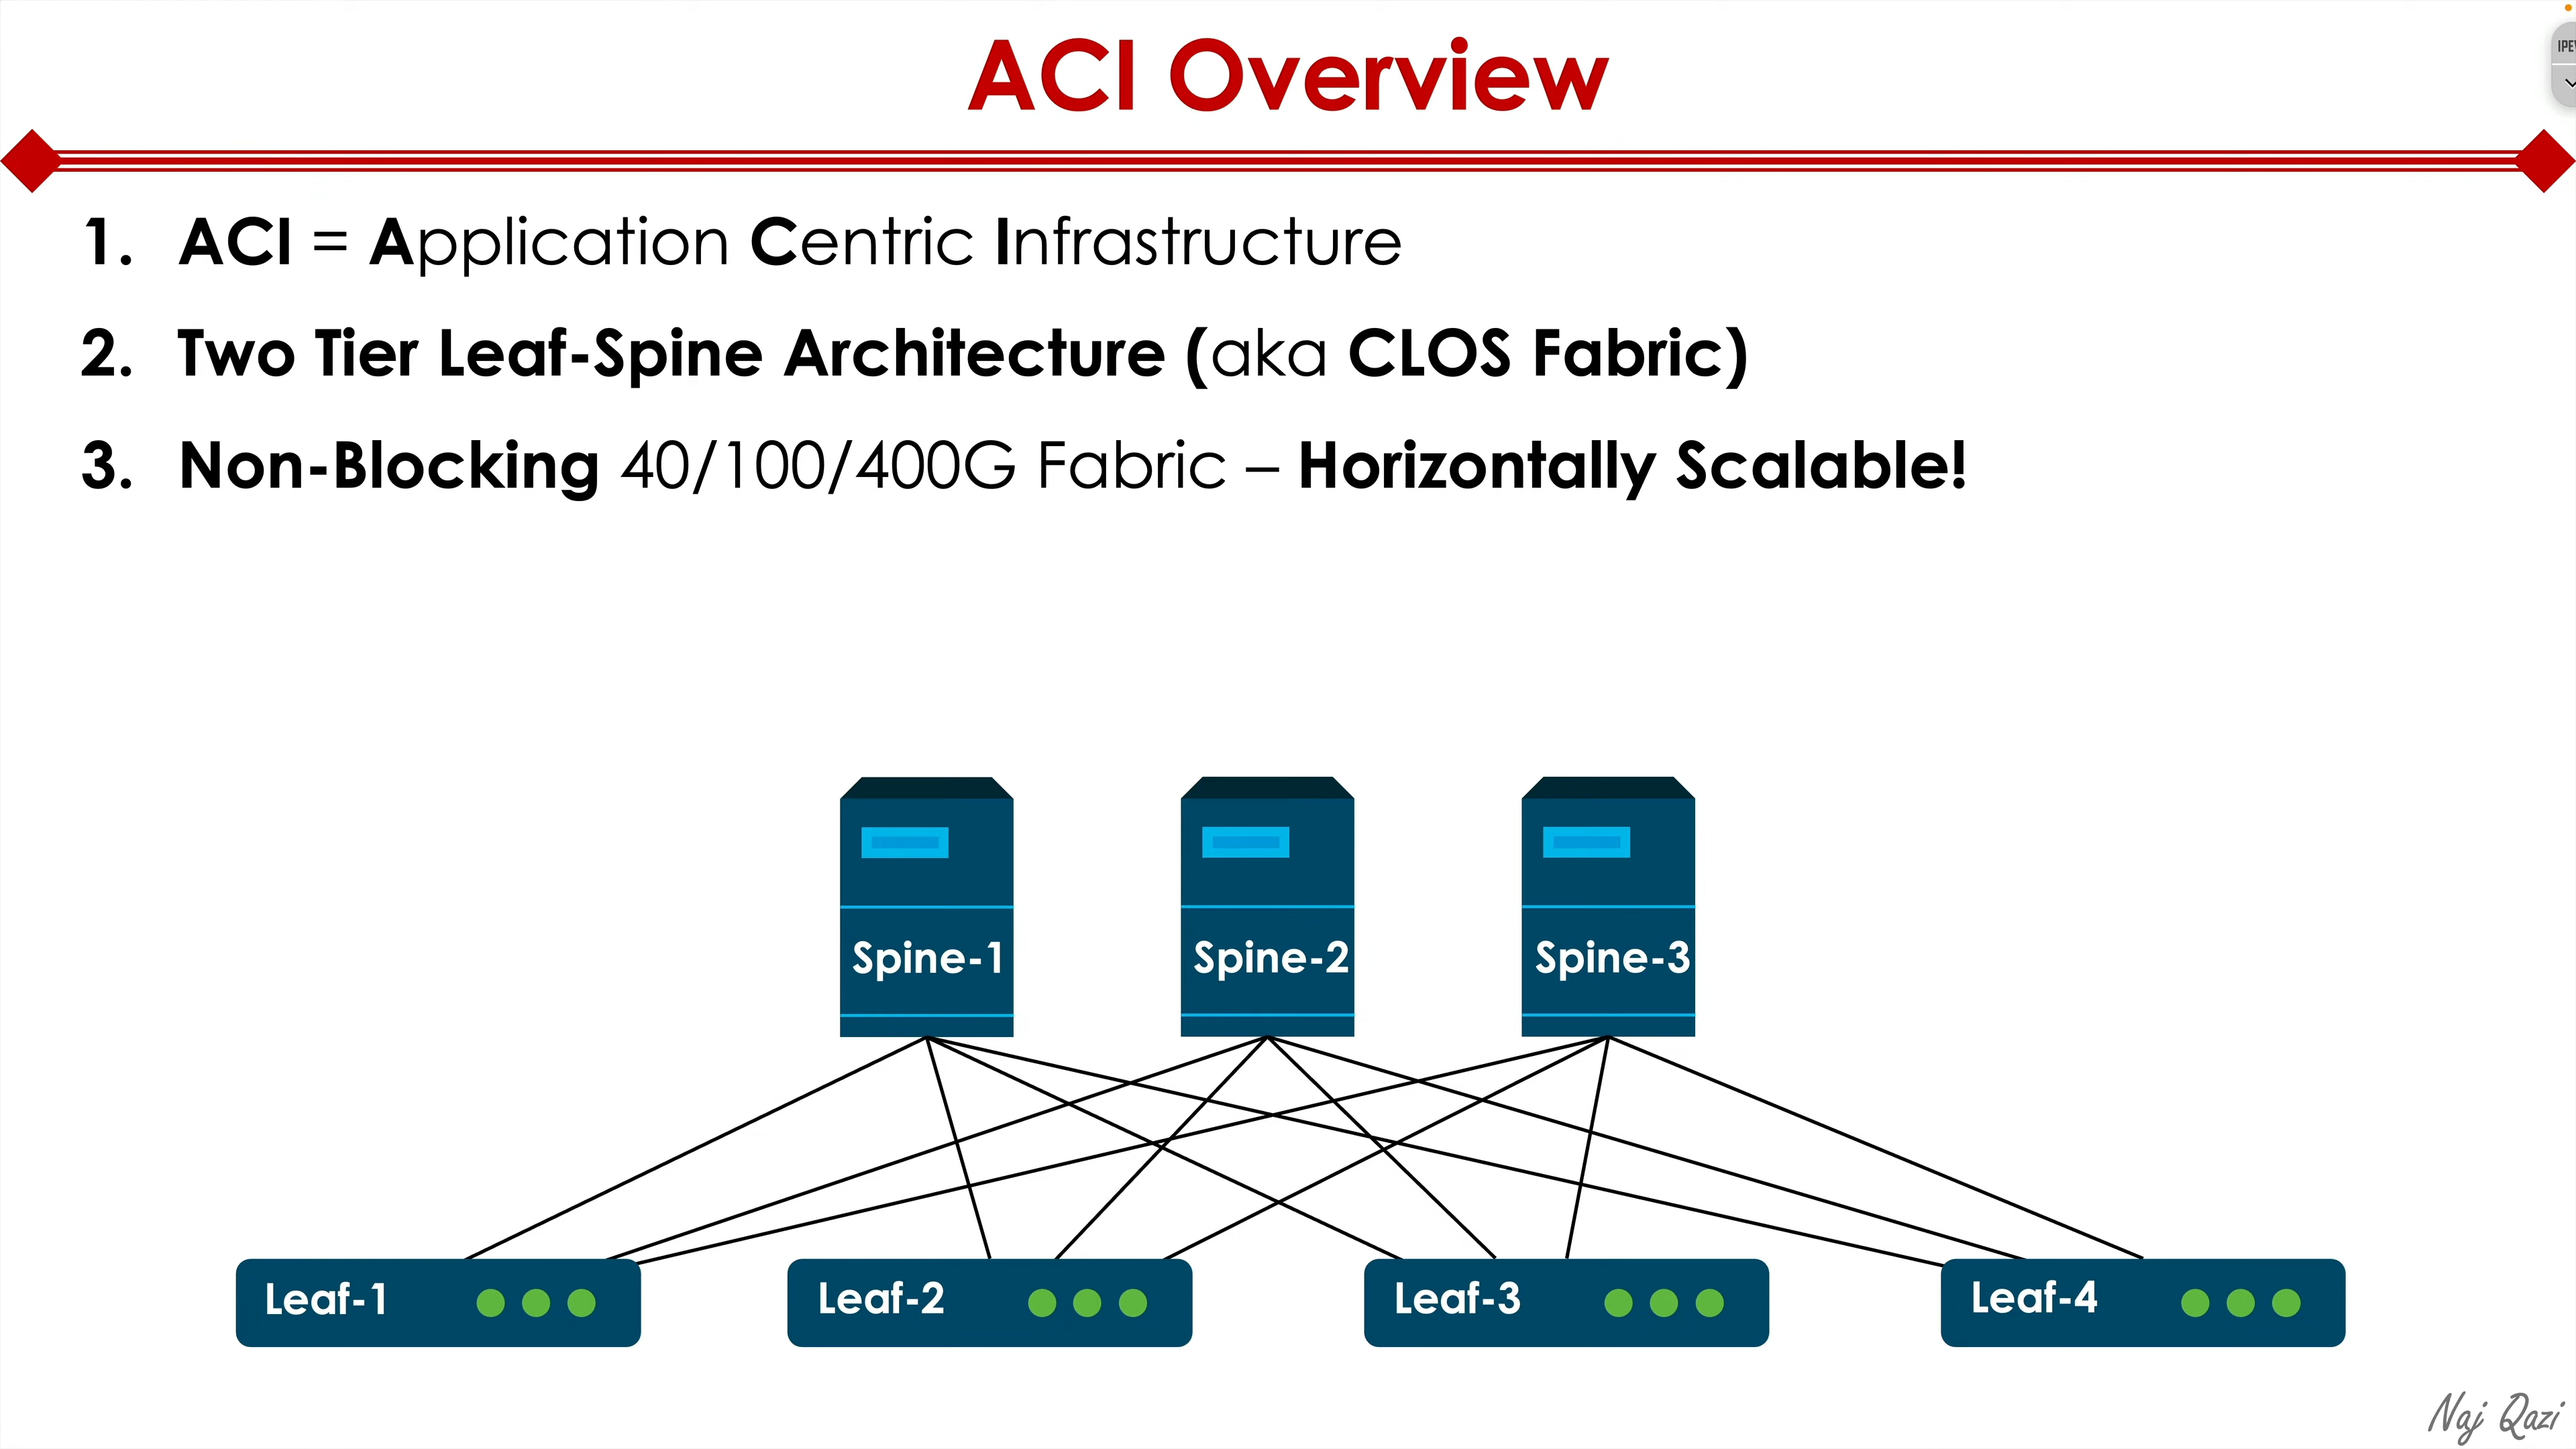 ACI Overview
1. ACI = Application Centric Infrastructure
2. Two Tier Leaf-Spine Architecture (aka CLOS Fabric)
3. Non-Blocking 40/100/400G Fabric – Horizontally Scalable!
Spine-1 Spine-2 Spine-3
Leaf-1 Leaf-2 Leaf-3 Leaf-4
Naj Qazi